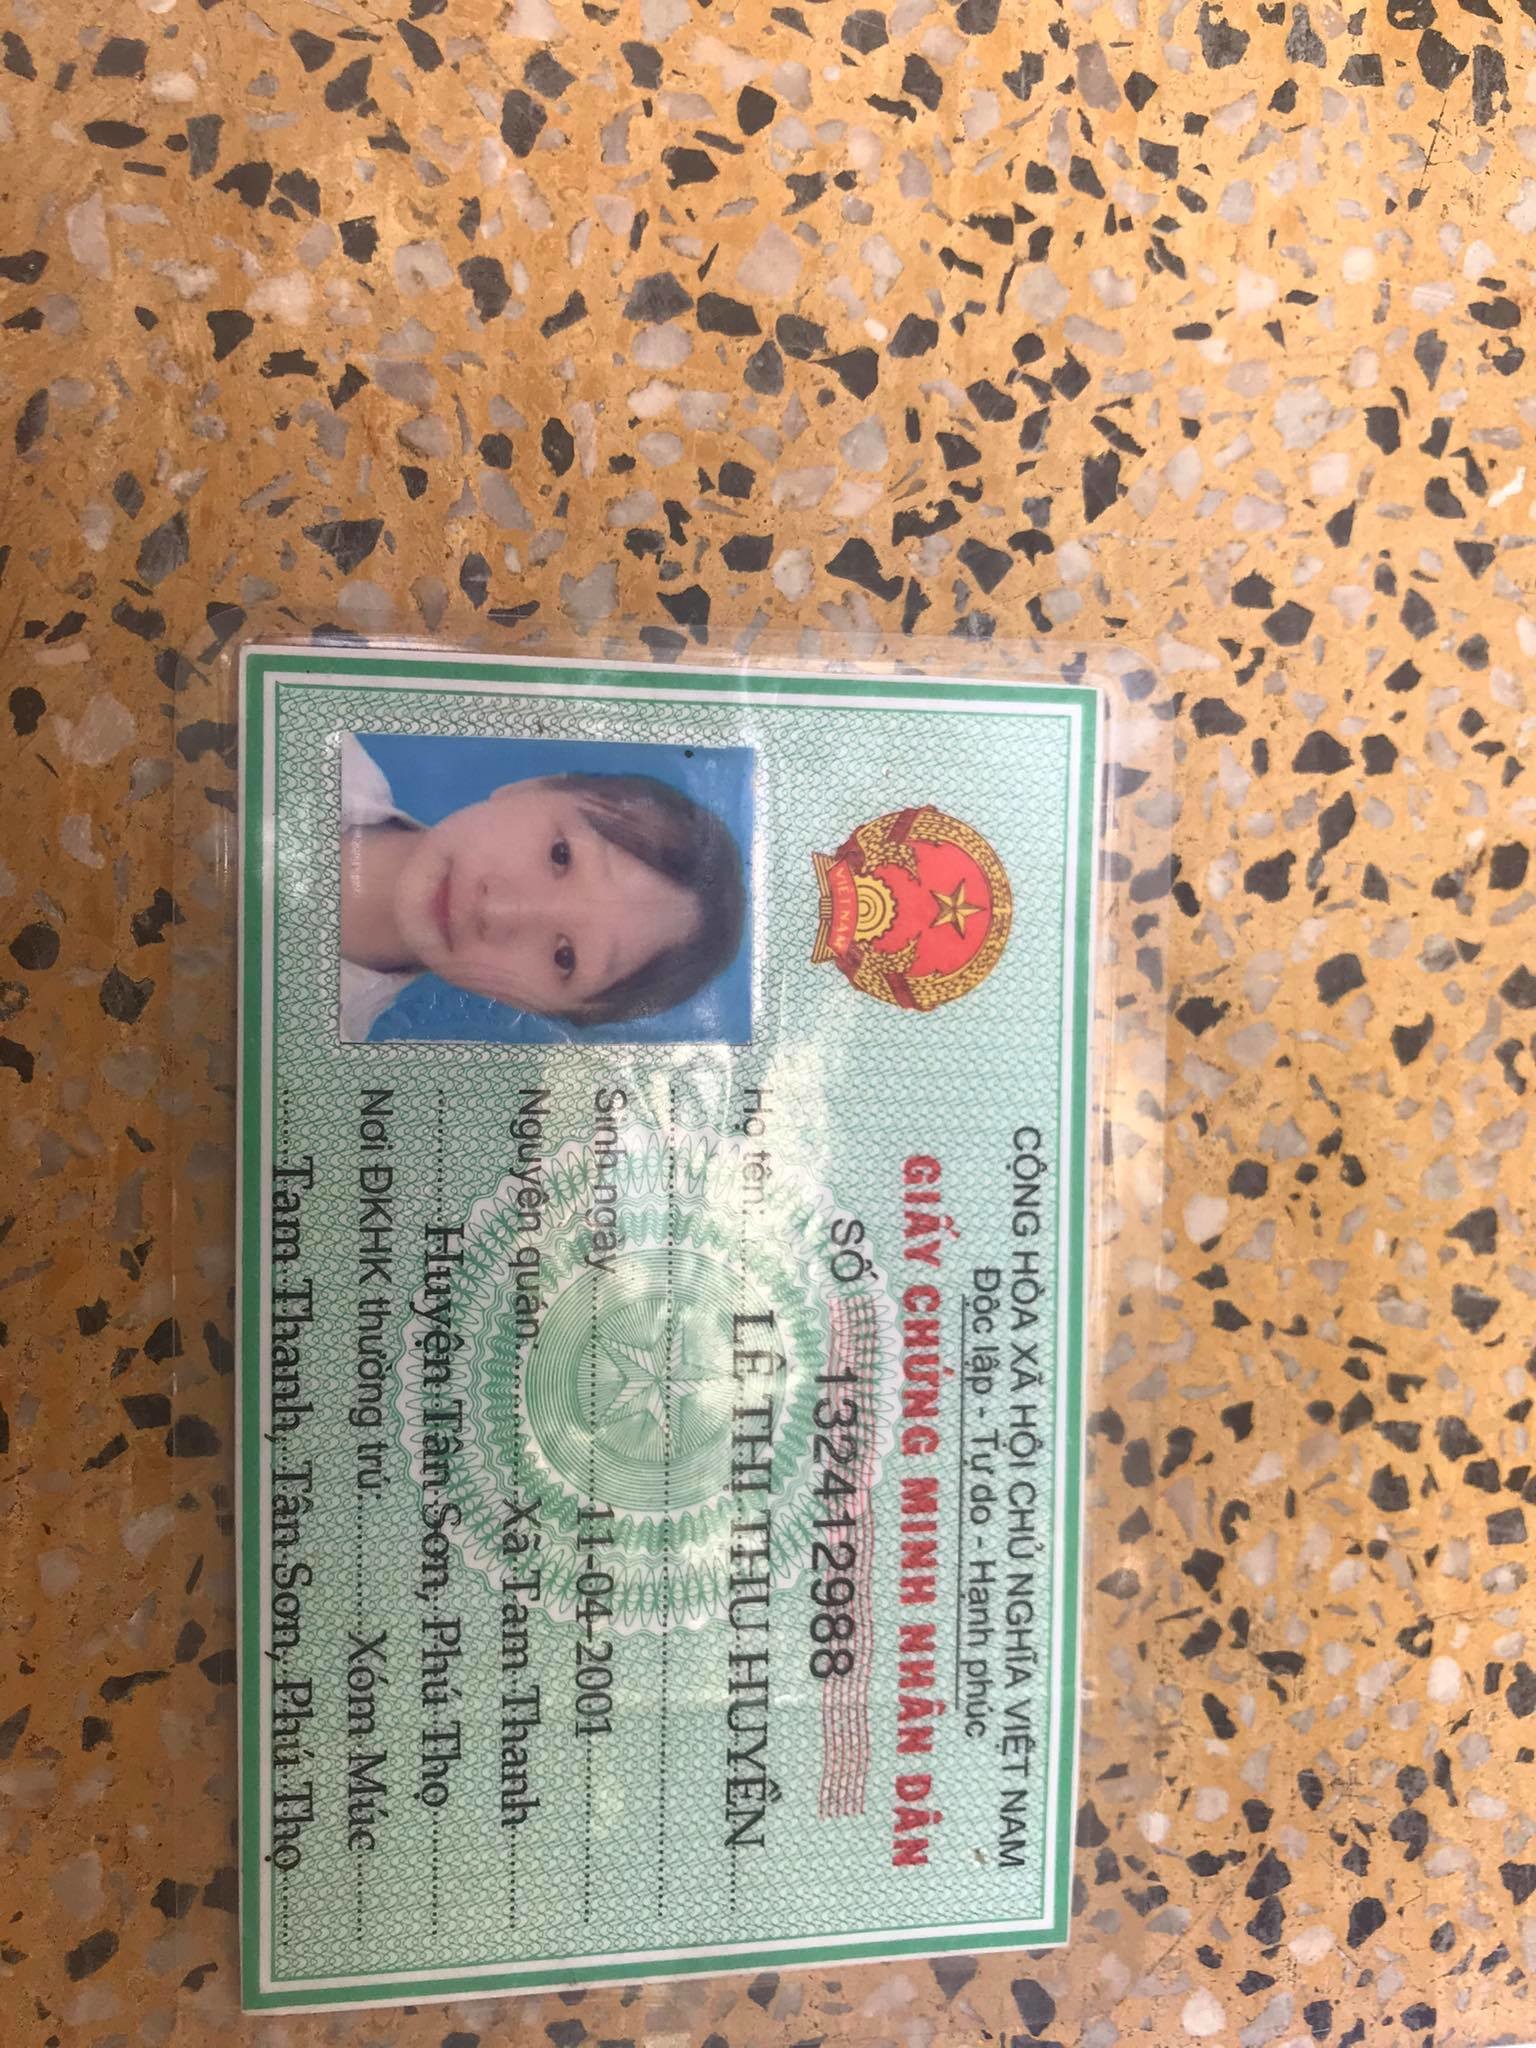 CỘNG HÒA XÃ HỘI CHỦ NGHĨA VIỆT NAM
Độc lập - Tự do - Hạnh phúc
GIẤY CHỨNG MINH NHÂN DÂN
SỐ 132412988
VIỆT NAM
Họ tên: LÊ THỊ THU HUYỀN
Sinh ngày 11-04-2001
Nguyên quán Xã Tam Thanh
Huyện Tân Sơn, Phú Thọ
Nơi ĐKHK thường trú: Xóm Múc
Tam Thanh, Tân Sơn, Phú Thọ